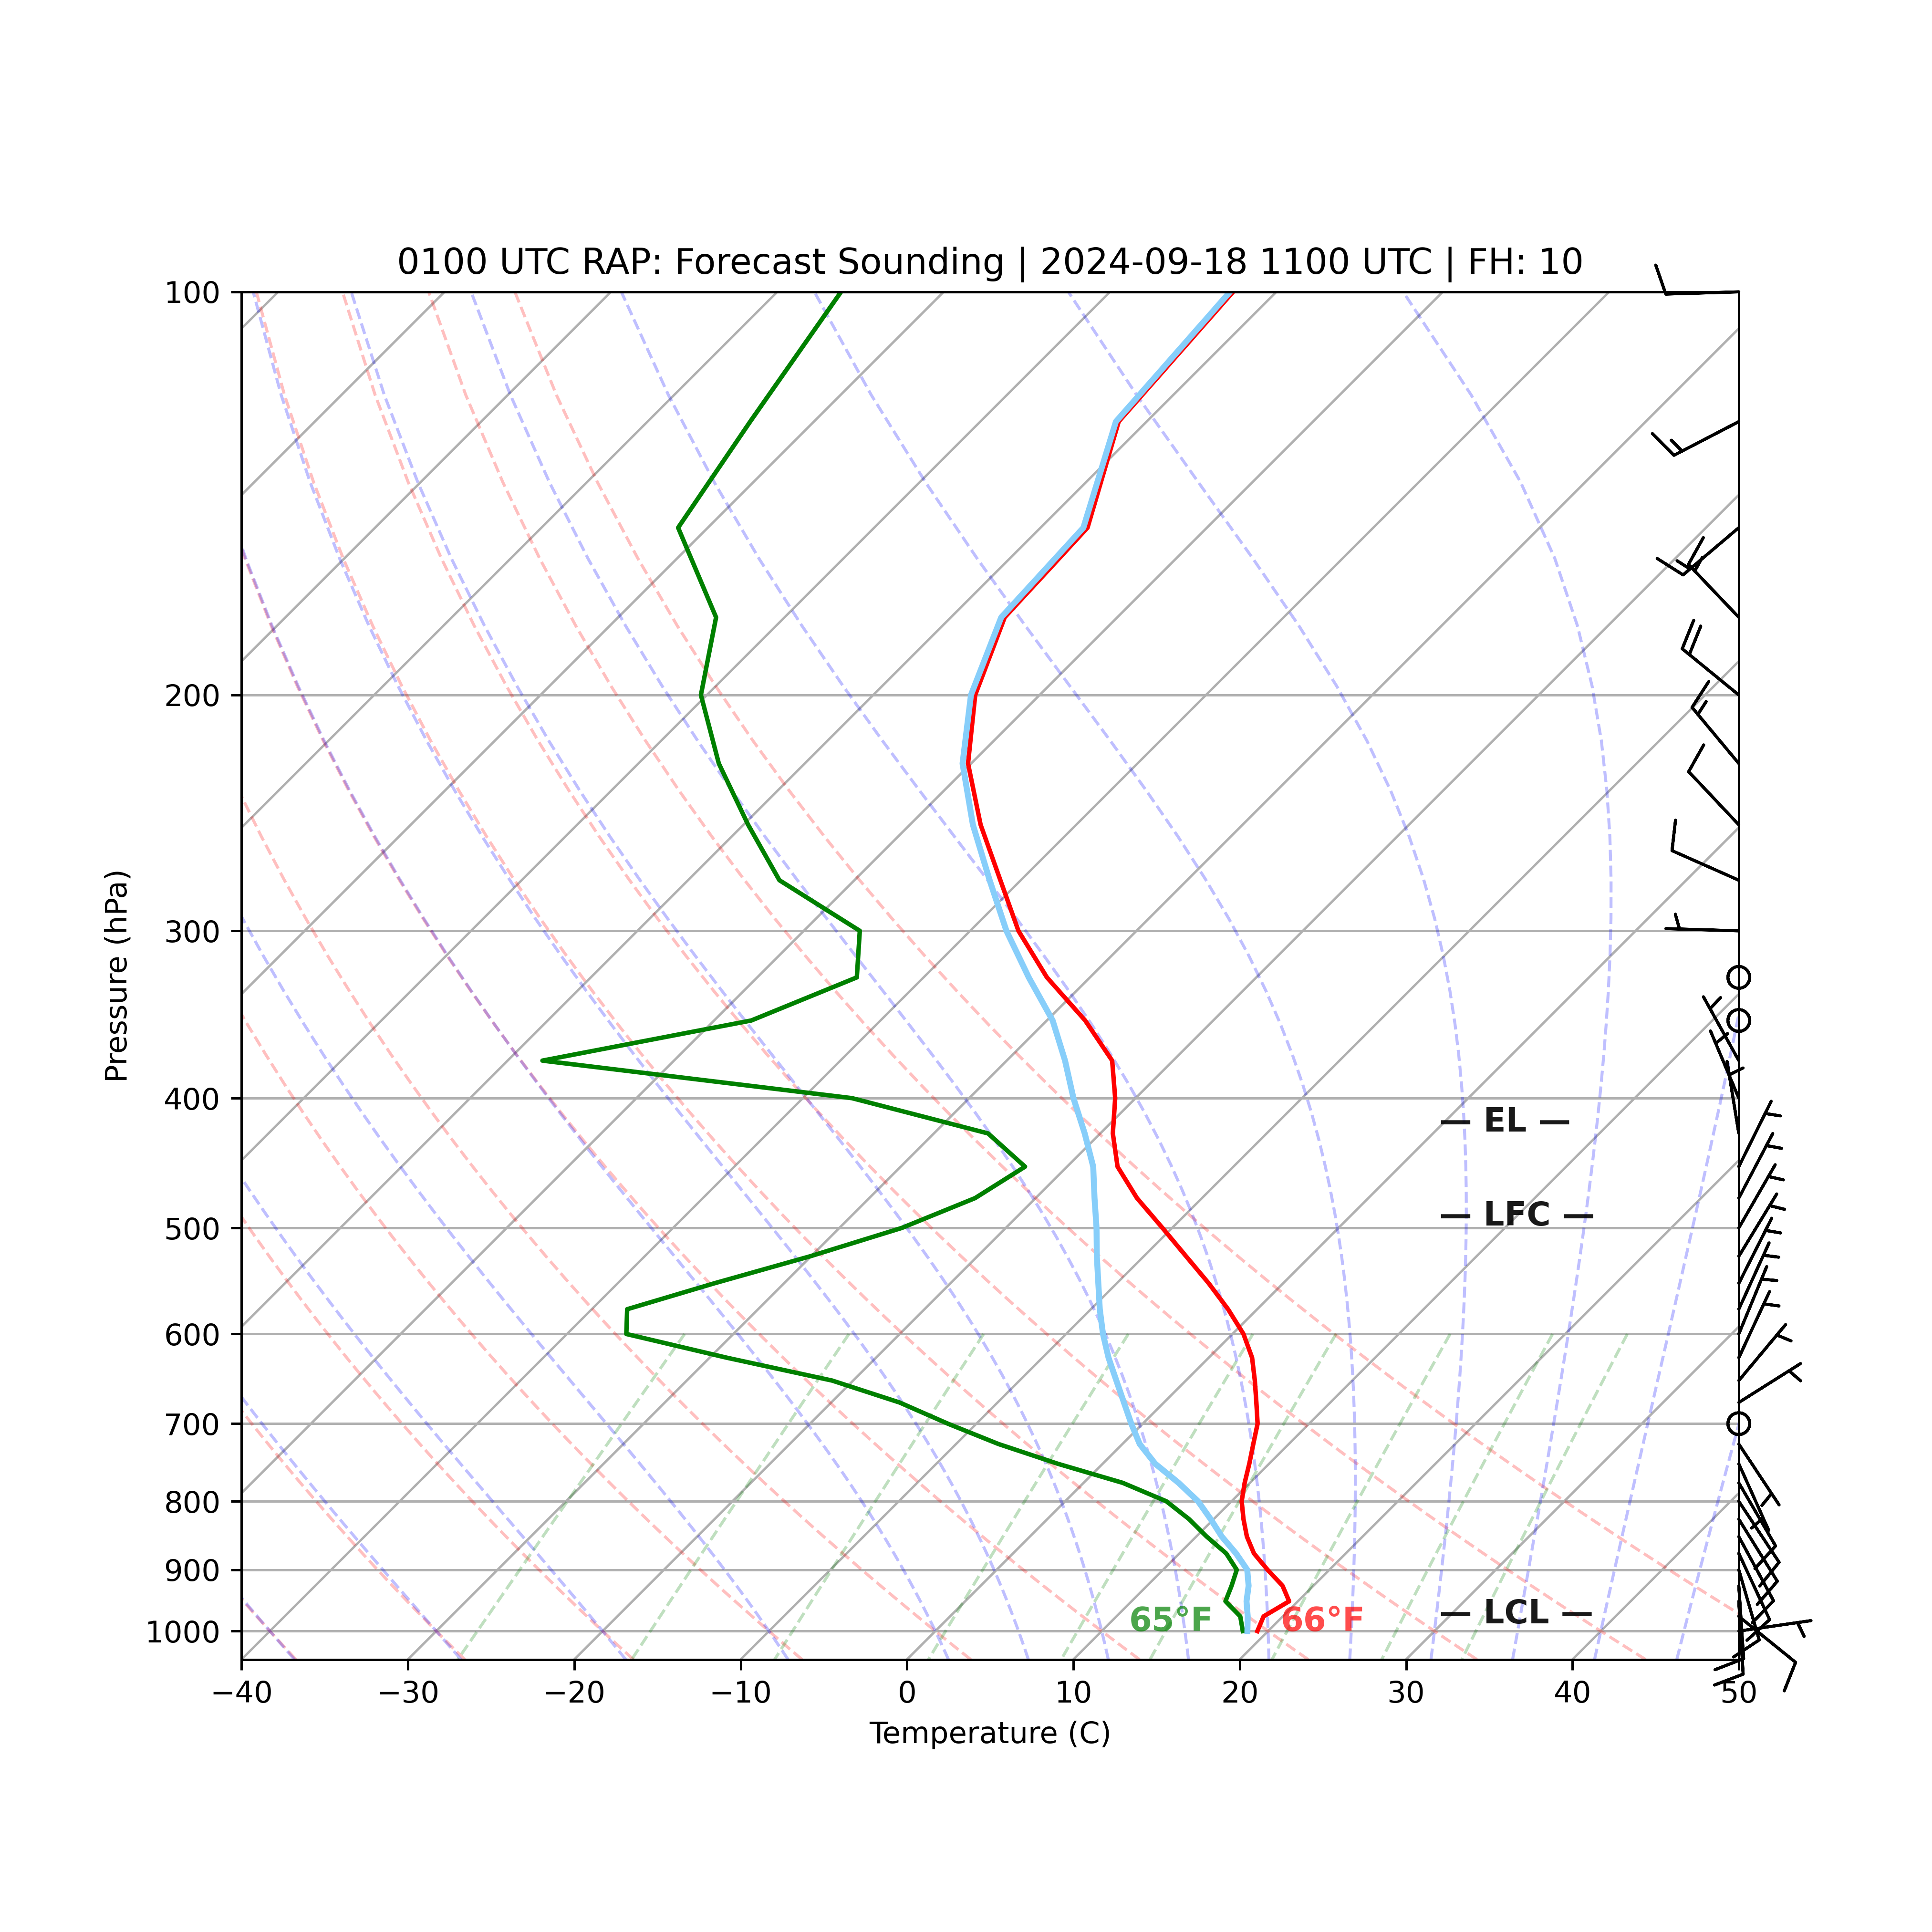 0100 UTC RAP: Forecast Sounding | 2024-09-18 1100 UTC | FH: 10
100
200
300
400
500
600
700
800
900
1000
Pressure (hPa)
— EL —
— LFC —
— LCL —
65°F
66°F
−40 −30 −20 −10 0 10 20 30 40 50
Temperature (C)